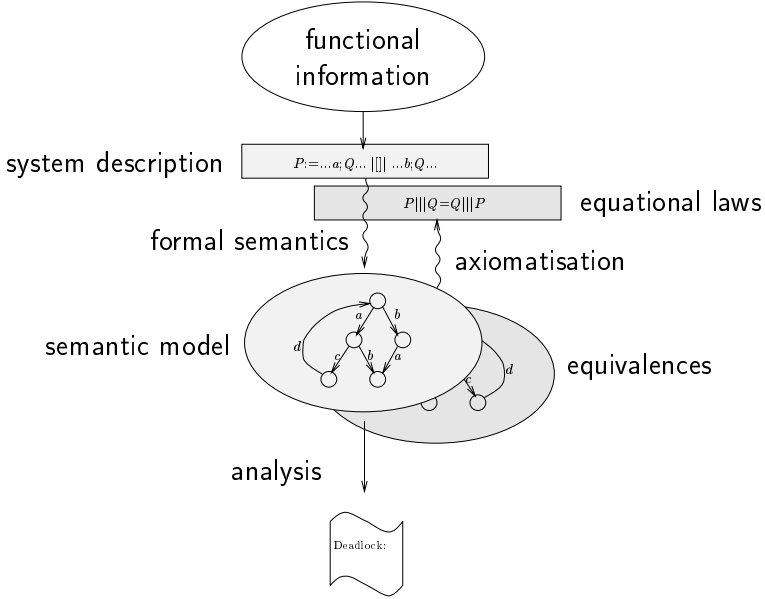 functional
information
system description
P:=...a;Q... |[]| ...b;Q...
P|||Q=Q|||P
equational laws
formal semantics
axiomatisation
a
b
semantic model
d
c
b
a
c
d
equivalences
analysis
Deadlock: